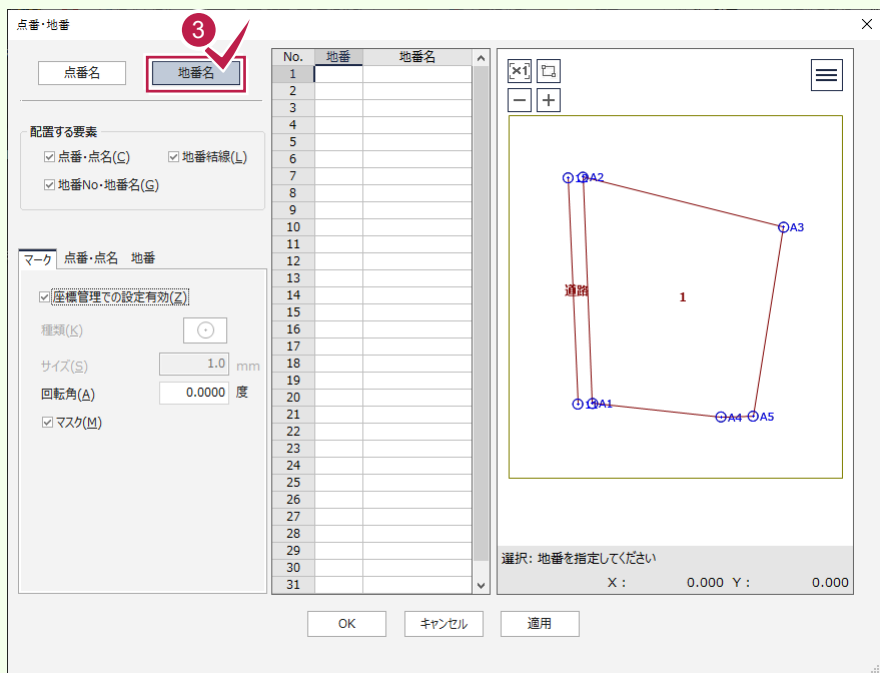 点番・地番
3
点番名
地番名
配置する要素
点番・点名(C)
地番結線(L)
地番No・地番名(G)
マーク
点番・点名
地番
座標管理での設定有効(Z)
種類(K)
サイズ(S)
1.0
mm
回転角(A)
0.0000
度
マスク(M)
No.
地番
地番名
1
2
3
4
5
6
7
8
9
10
11
12
13
14
15
16
17
18
19
20
21
22
23
24
25
26
27
28
29
30
31
×1
A2
A3
道路
1
A1
A4
A5
選択: 地番を指定してください
X :
0.000
Y :
0.000
OK
キャンセル
適用